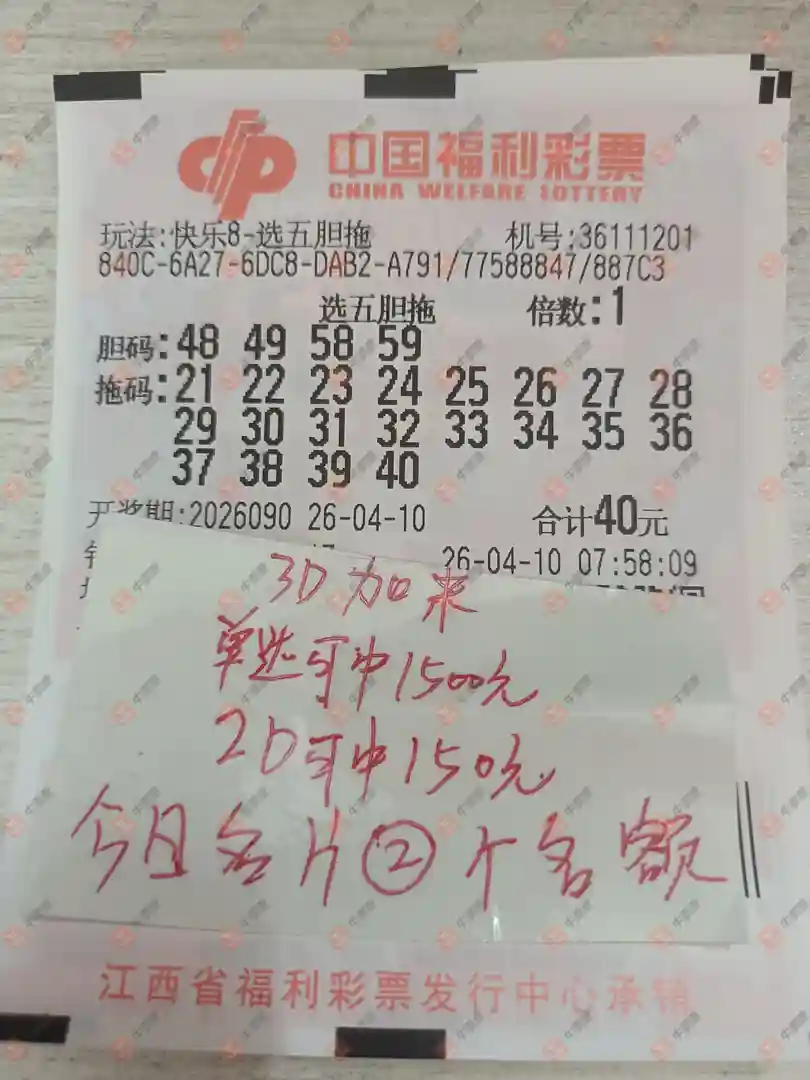 中国福利彩票
CHINA WELFARE LOTTERY
玩法:快乐8-选五胆拖 机号:36111201
840C-6A27-6DC8-DAB2-A791/77588847/887C3
选五胆拖 倍数:1
胆码:48 49 58 59
拖码:21 22 23 24 25 26 27 28
29 30 31 32 33 34 35 36
37 38 39 40
开奖期:2026090 26-04-10 合计40元
26-04-10 07:58:09
3D加来
单选可中1500元
2D可中150元
今日名片②个名额
江西省福利彩票发行中心承销